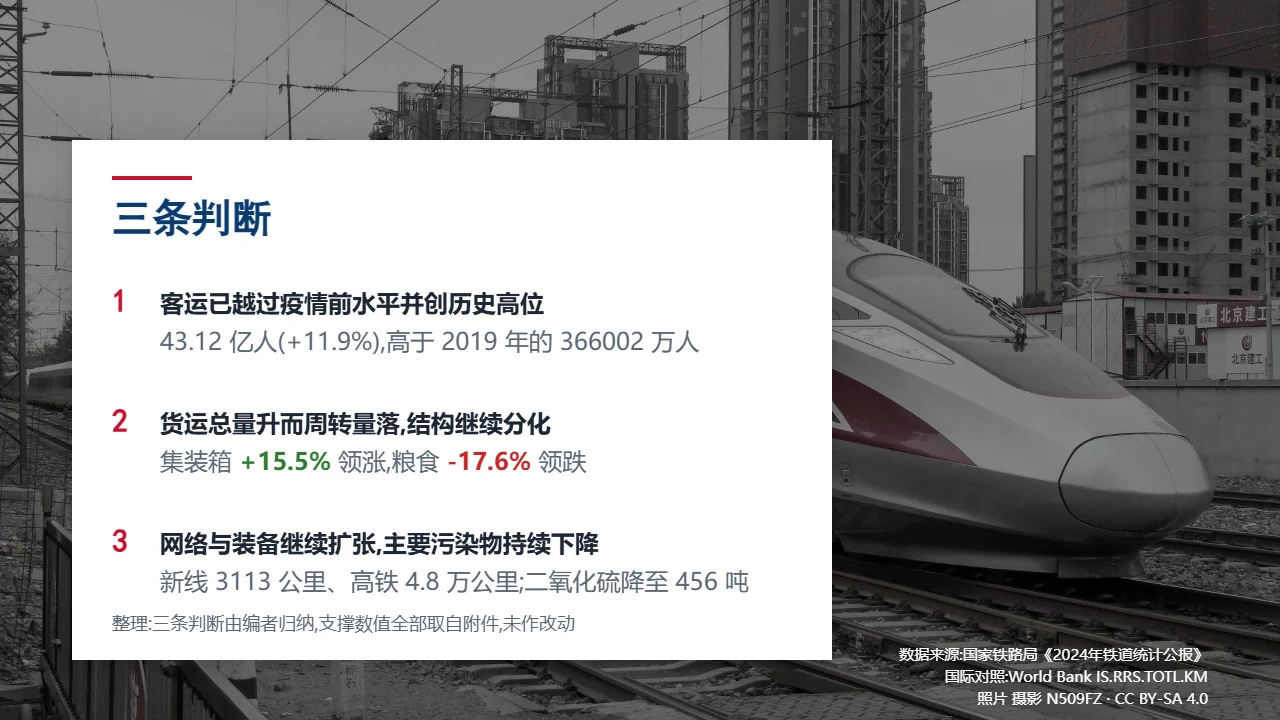 三条判断
1 客运已越过疫情前水平并创历史高位
43.12 亿人(+11.9%),高于 2019 年的 366002 万人
2 货运总量升而周转量落,结构继续分化
集装箱 +15.5% 领涨,粮食 -17.6% 领跌
3 网络与装备继续扩张,主要污染物持续下降
新线 3113 公里、高铁 4.8 万公里;二氧化硫降至 456 吨
整理:三条判断由编者归纳,支撑数值全部取自附件,未作改动
北京建工
北京建工
数据来源:国家铁路局《2024年铁道统计公报》
国际对照:World Bank IS.RRS.TOTL.KM
照片 摄影 N509FZ · CC BY-SA 4.0